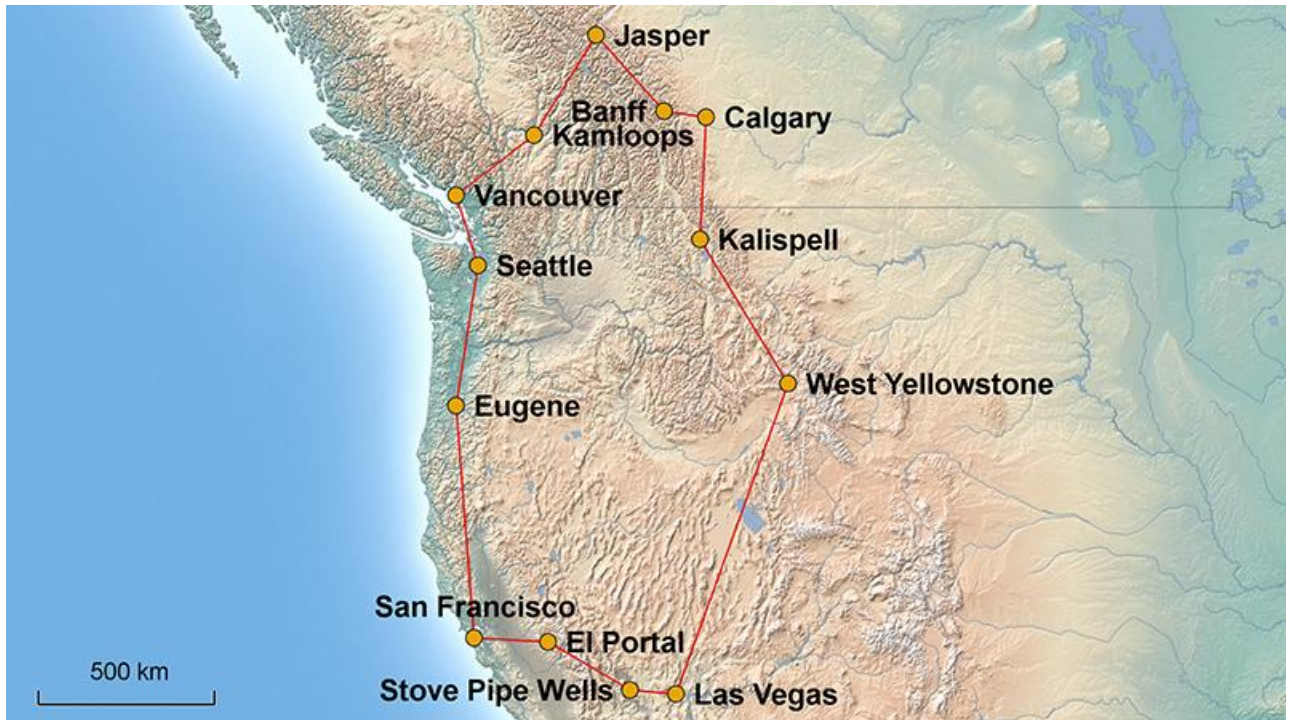 Jasper
Banff
Calgary
Kamloops
Vancouver
Kalispell
Seattle
West Yellowstone
Eugene
San Francisco
El Portal
500 km
Stove Pipe Wells
Las Vegas